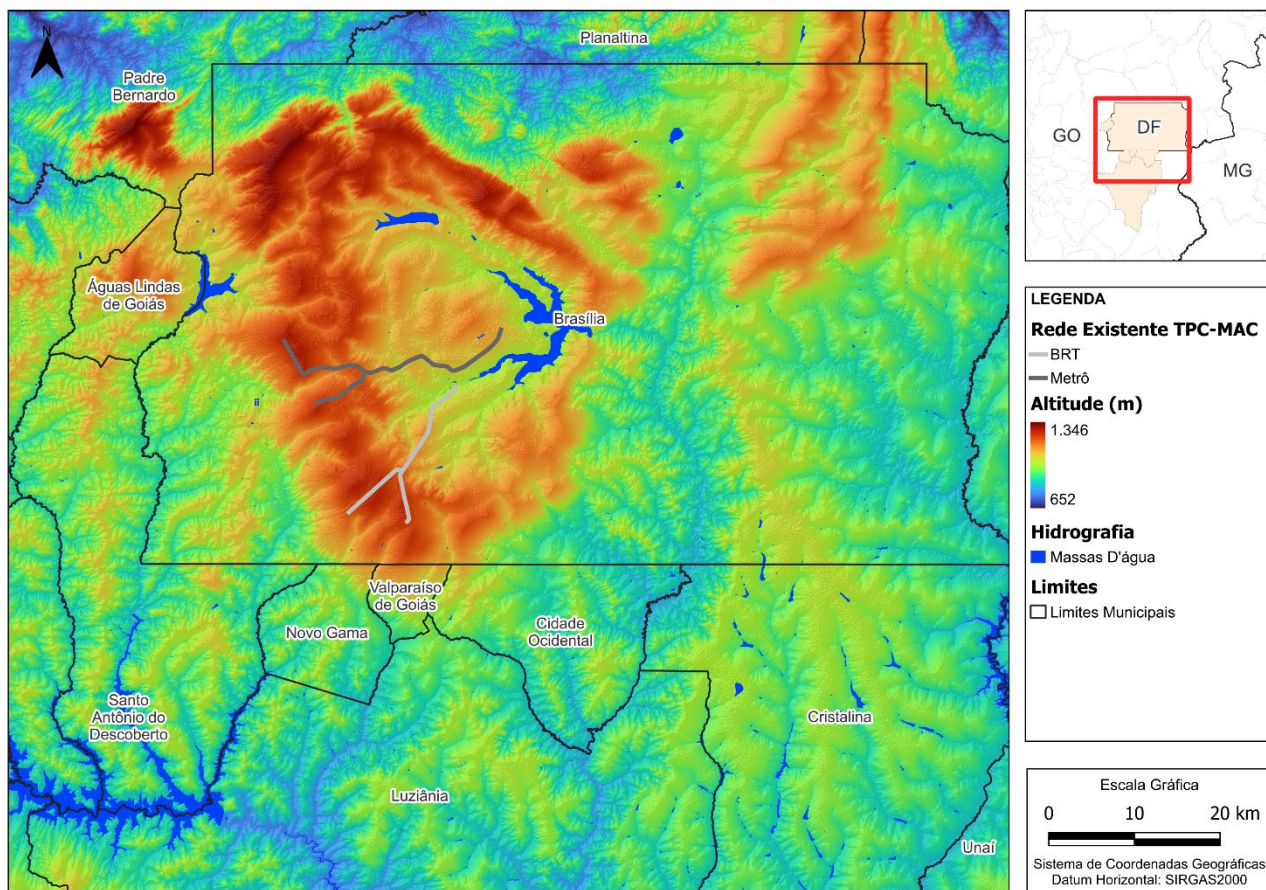 N
Planaltina
Padre
Bernardo
Águas Lindas
de Goiás
Brasília
Valparaíso
de Goiás
Novo Gama
Cidade
Ocidental
Santo
Antônio do
Descoberto
Cristalina
Luziânia
Unaí
GO
DF
MG
LEGENDA
Rede Existente TPC-MAC
BRT
Metrô
Altitude (m)
1.346
652
Hidrografia
Massas D'água
Limites
Limites Municipais
Escala Gráfica
0 10 20 km
Sistema de Coordenadas Geográficas
Datum Horizontal: SIRGAS2000